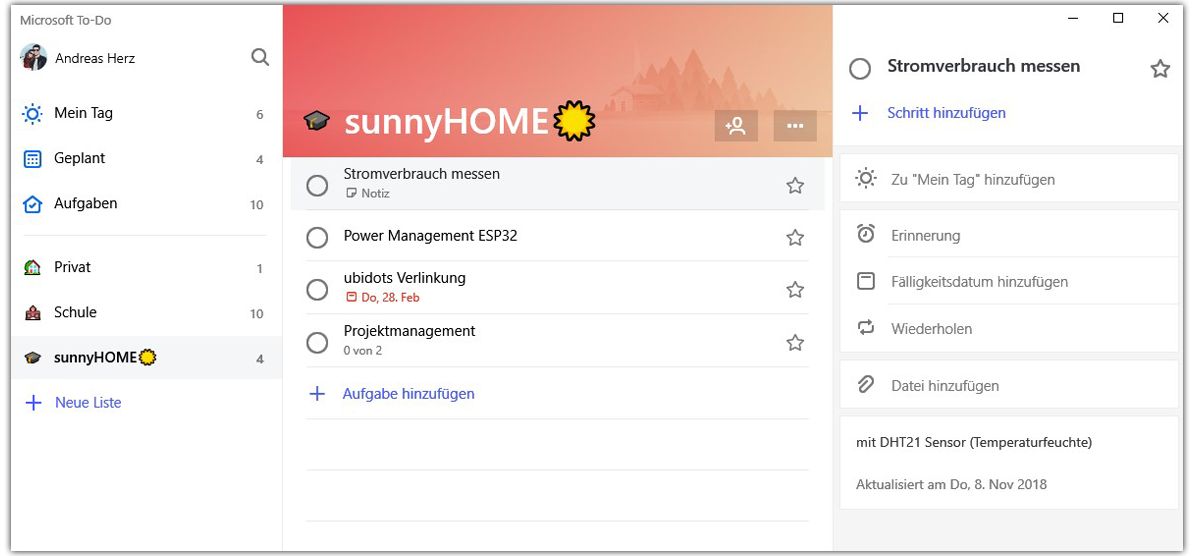 Microsoft To-Do
Andreas Herz
Mein Tag 6
Geplant 4
Aufgaben 10
Privat 1
Schule 10
sunnyHOME 4
Neue Liste
sunnyHOME
Stromverbrauch messen
Notiz
Power Management ESP32
ubidots Verlinkung
Do, 28. Feb
Projektmanagement
0 von 2
Aufgabe hinzufügen
Stromverbrauch messen
Schritt hinzufügen
Zu "Mein Tag" hinzufügen
Erinnerung
Fälligkeitsdatum hinzufügen
Wiederholen
Datei hinzufügen
mit DHT21 Sensor (Temperaturfeuchte)
Aktualisiert am Do, 8. Nov 2018